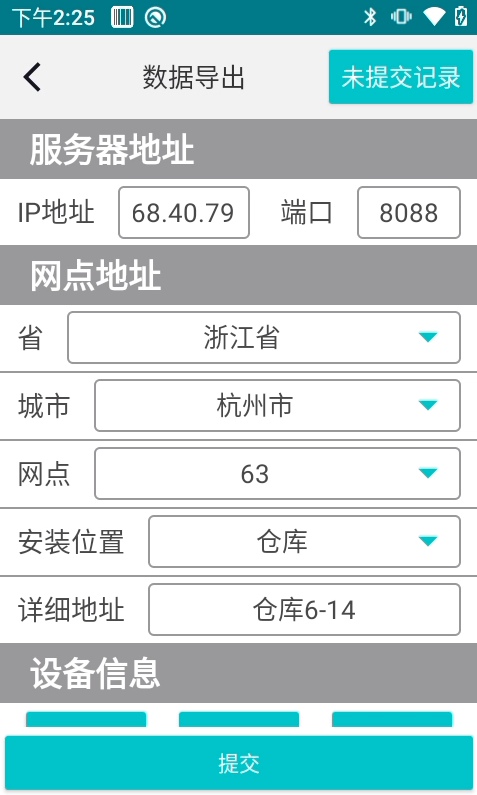 下午2:25
数据导出
未提交记录
服务器地址
IP地址 68.40.79 端口 8088
网点地址
省 浙江省
城市 杭州市
网点 63
安装位置 仓库
详细地址 仓库6-14
设备信息
提交